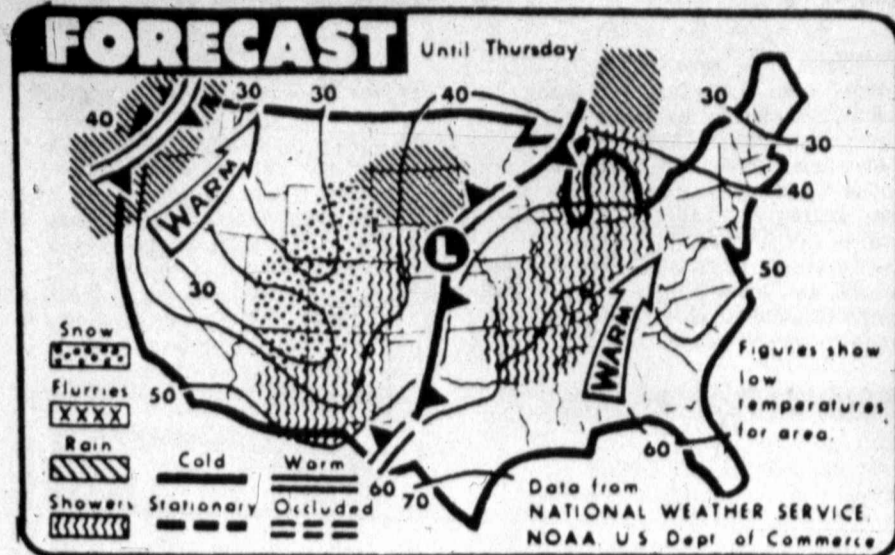 FORECAST
Until Thursday
40
30
30
40
30
30
40
WARM
L
30
50
Snow
Flurries
Rain
Showers
50
WARM
Figures show
low
temperatures
for area.
60
Cold
Warm
Stationary
Occluded
60
70
Data from
NATIONAL WEATHER SERVICE,
NOAA, U.S. Dept of Commerce